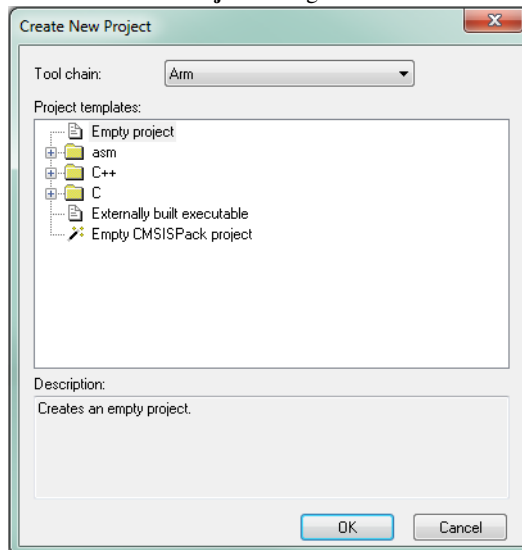 Create New Project
Tool chain: Arm
Project templates:
Empty project
asm
C++
C
Externally built executable
Empty CMSISPack project
Description:
Creates an empty project.
OK Cancel